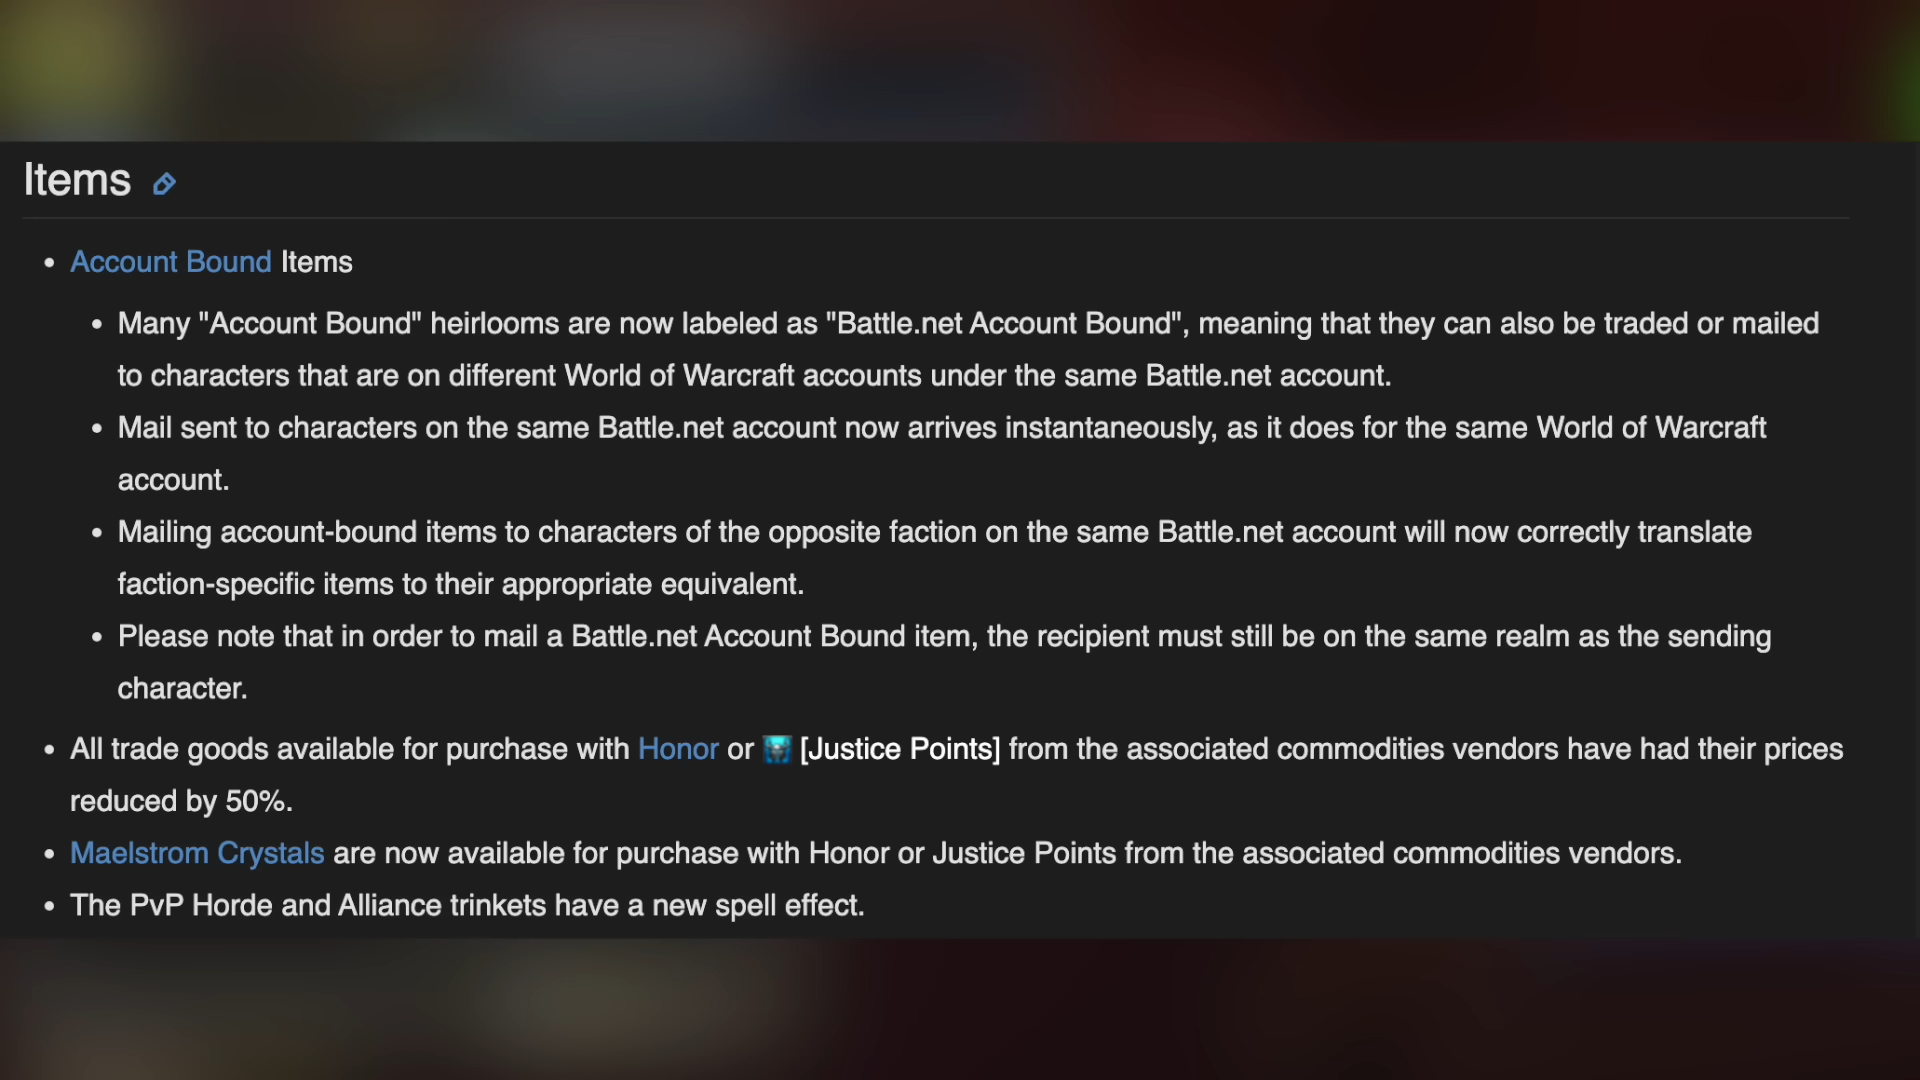 Items
• Account Bound Items
• Many "Account Bound" heirlooms are now labeled as "Battle.net Account Bound", meaning that they can also be traded or mailed
to characters that are on different World of Warcraft accounts under the same Battle.net account.
• Mail sent to characters on the same Battle.net account now arrives instantaneously, as it does for the same World of Warcraft
account.
• Mailing account-bound items to characters of the opposite faction on the same Battle.net account will now correctly translate
faction-specific items to their appropriate equivalent.
• Please note that in order to mail a Battle.net Account Bound item, the recipient must still be on the same realm as the sending
character.
• All trade goods available for purchase with Honor or [Justice Points] from the associated commodities vendors have had their prices
reduced by 50%.
• Maelstrom Crystals are now available for purchase with Honor or Justice Points from the associated commodities vendors.
• The PvP Horde and Alliance trinkets have a new spell effect.